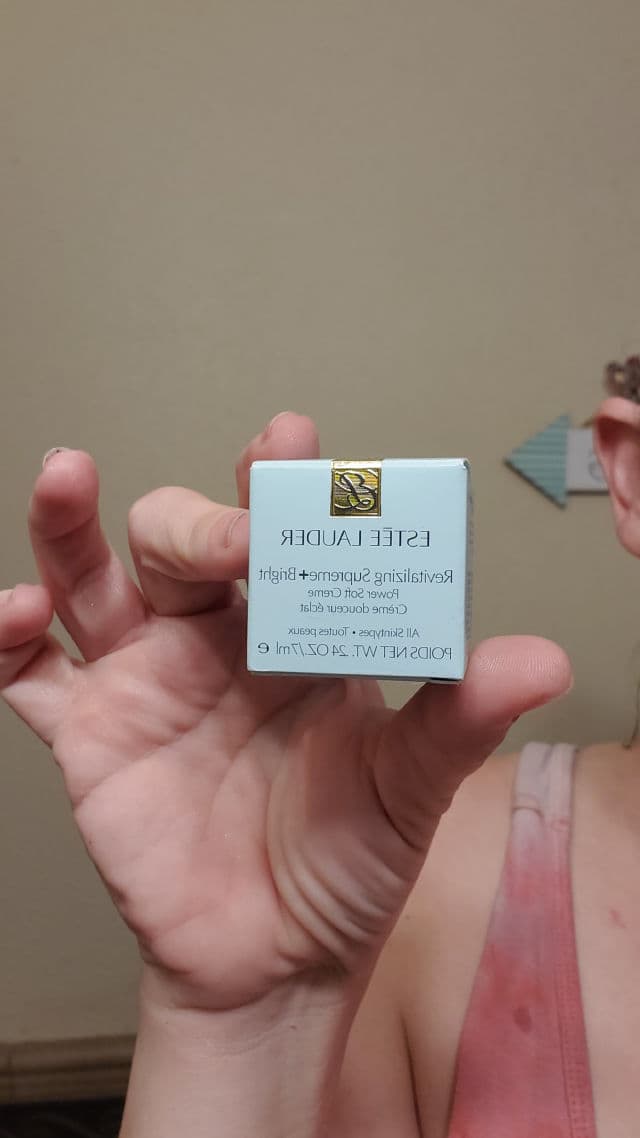 ESTĒE LAUDER
Revitalizing Supreme+Bright
Power Soft Creme
Crème douceur éclat
All Skintypes • Toutes peaux
POIDS NET WT. .24 OZ/7ml ℮